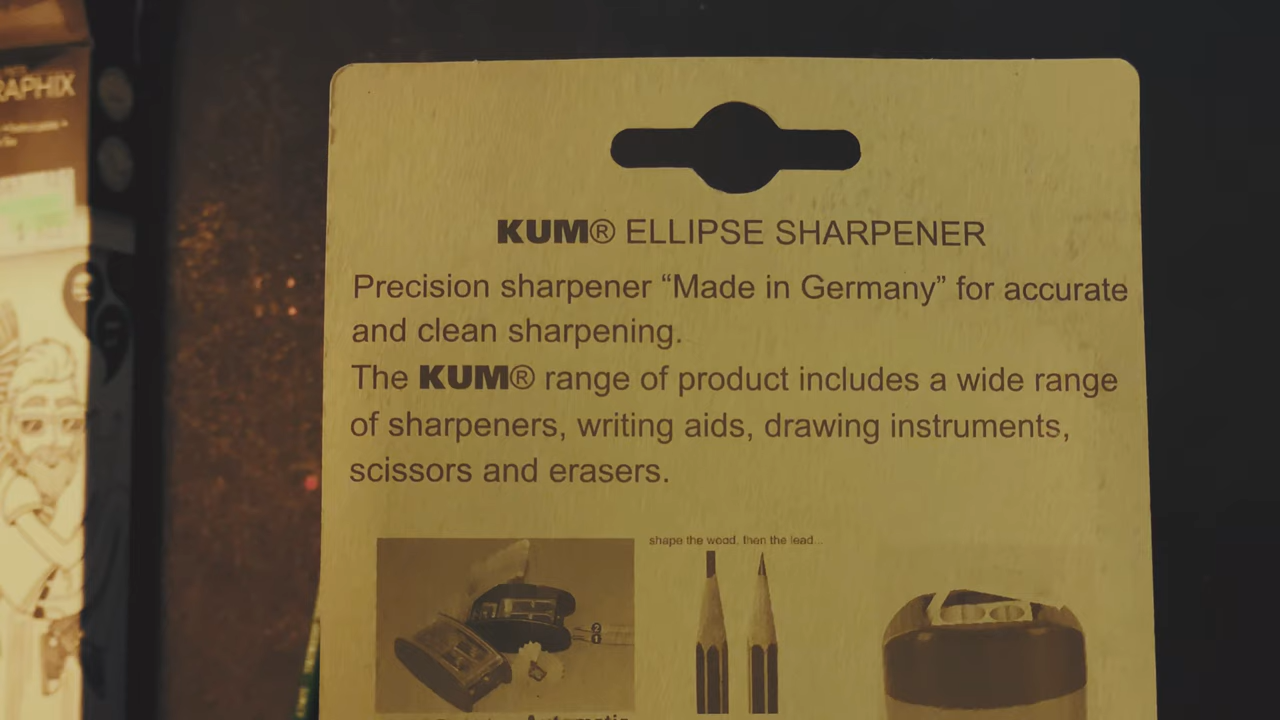 RAPHIX
KUM® ELLIPSE SHARPENER
Precision sharpener “Made in Germany” for accurate
and clean sharpening.
The KUM® range of product includes a wide range
of sharpeners, writing aids, drawing instruments,
scissors and erasers.
shape the wood, than the lead...